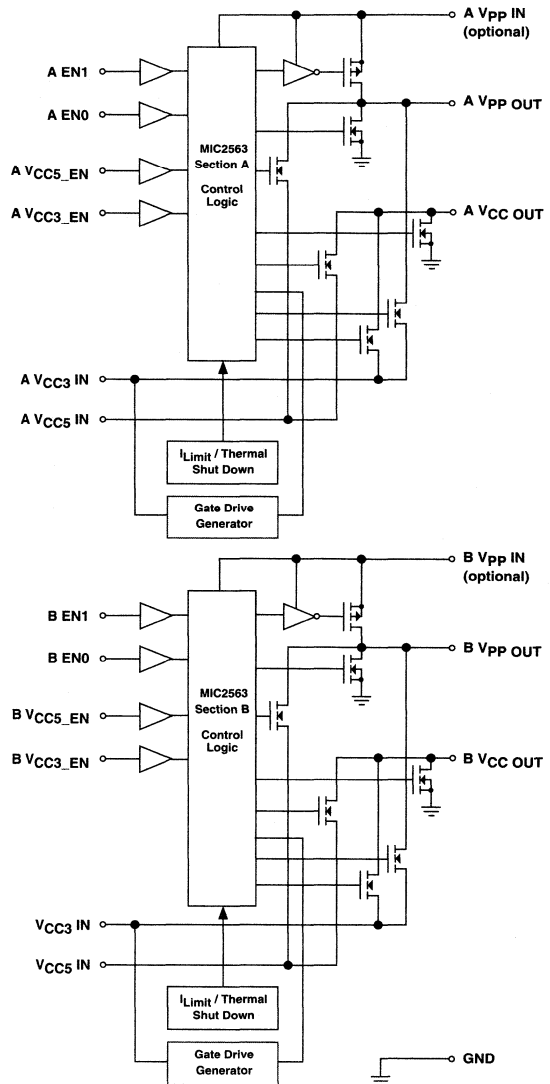 A VPP IN
(optional)
A EN1
A EN0
A VPP OUT
MIC2563
Section A
Control
Logic
A VCC5_EN
A VCC3_EN
A VCC OUT
A VCC3 IN
A VCC5 IN
ILimit / Thermal
Shut Down
Gate Drive
Generator
B VPP IN
(optional)
B EN1
B EN0
B VPP OUT
MIC2563
Section B
Control
Logic
B VCC5_EN
B VCC3_EN
B VCC OUT
VCC3 IN
VCC5 IN
ILimit / Thermal
Shut Down
Gate Drive
Generator
GND